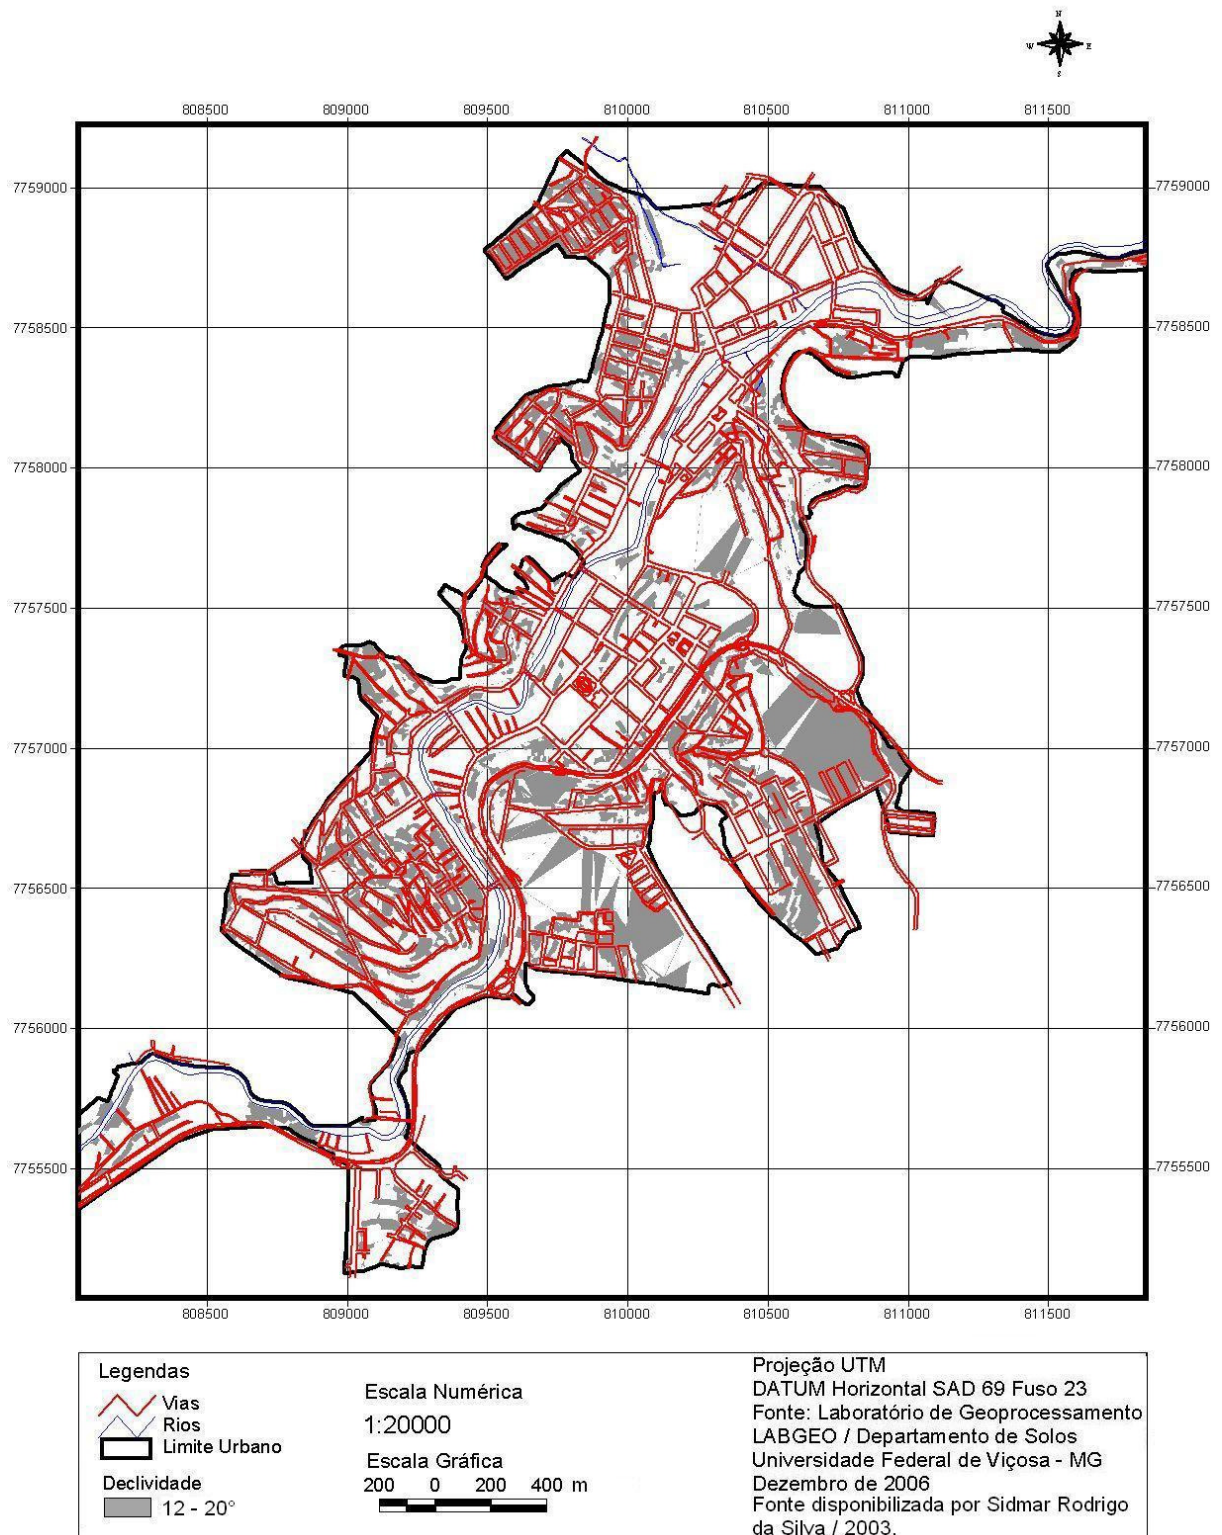 N
W E
S
808500 809000 809500 810000 810500 811000 811500
7759000 7759000
7758500 7758500
7758000 7758000
7757500 7757500
7757000 7757000
7756500 7756500
7756000 7756000
7755500 7755500
808500 809000 809500 810000 810500 811000 811500
Legendas
Vias
Rios
Limite Urbano
Declividade
12 - 20°
Escala Numérica
1:20000
Escala Gráfica
200 0 200 400 m
Projeção UTM
DATUM Horizontal SAD 69 Fuso 23
Fonte: Laboratório de Geoprocessamento
LABGEO / Departamento de Solos
Universidade Federal de Viçosa - MG
Dezembro de 2006
Fonte disponibilizada por Sidmar Rodrigo
da Silva / 2003.